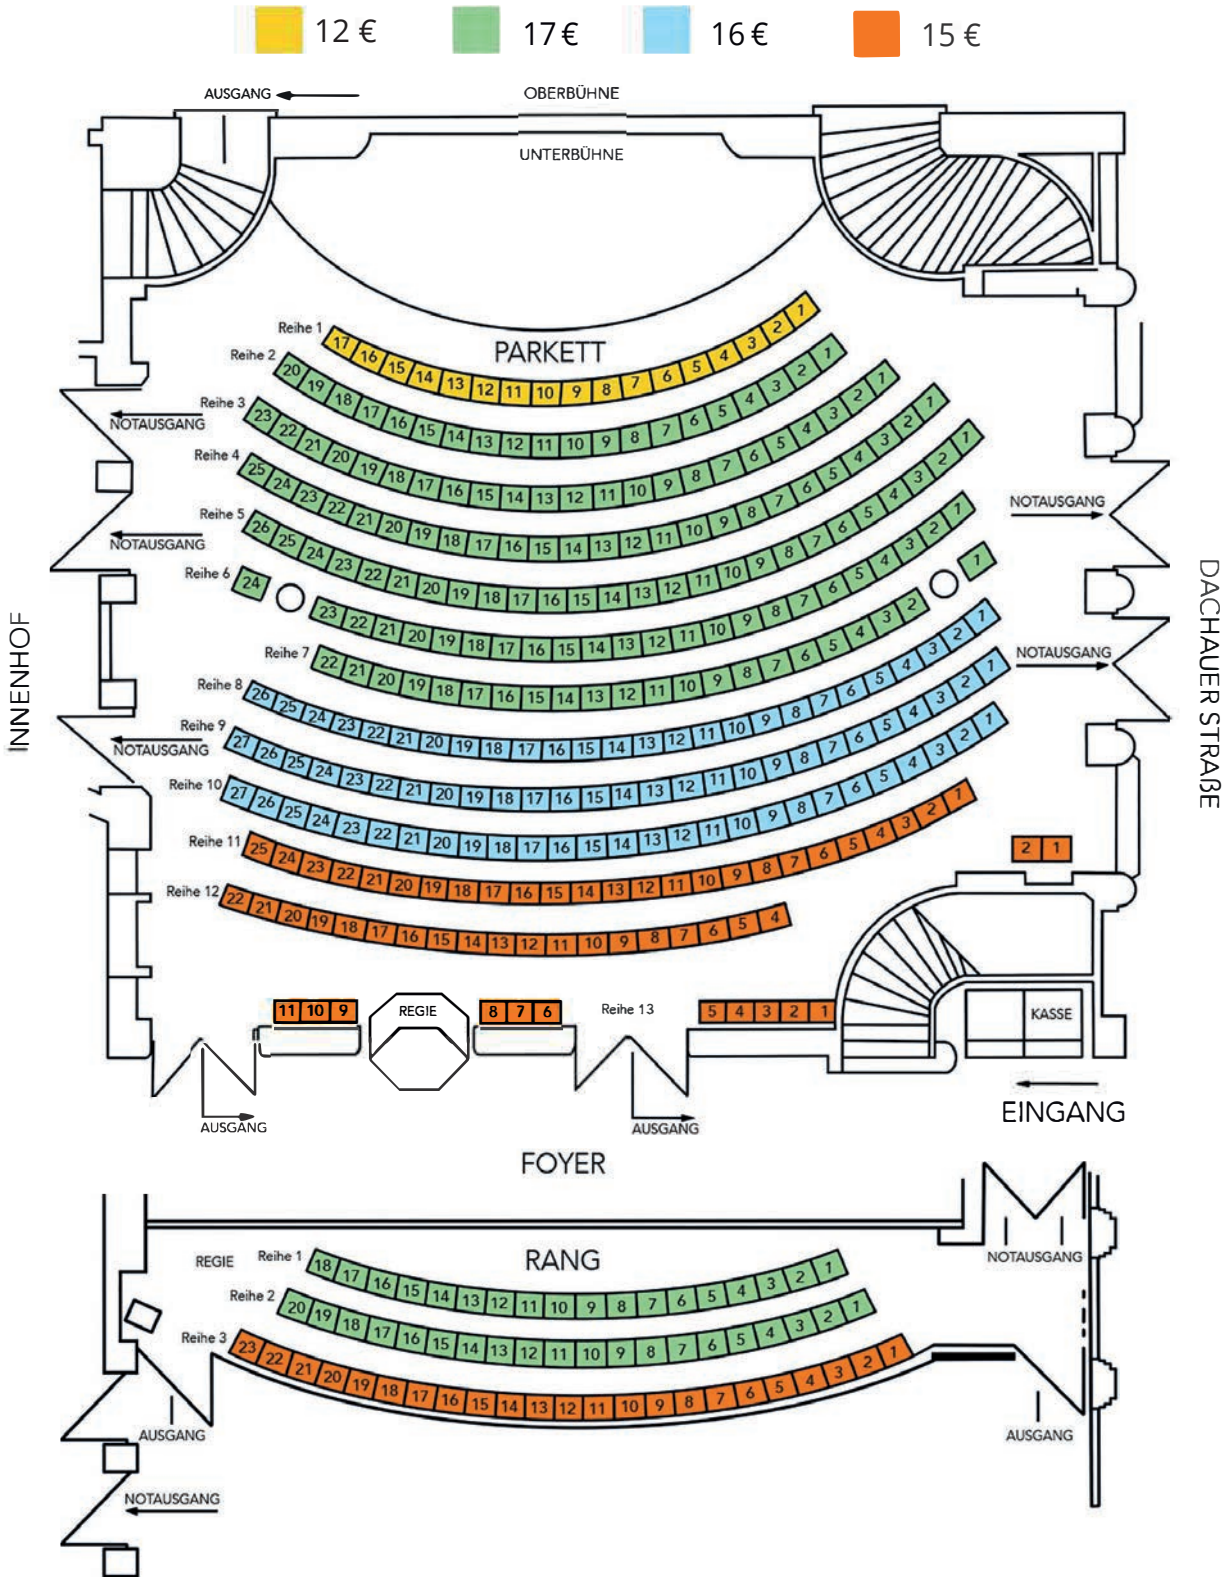 12 € 17 € 16 € 15 €
AUSGANG
OBERBÜHNE
UNTERBÜHNE
PARKETT
Reihe 1 17 16 15 14 13 12 11 10 9 8 7 6 5 4 3 2 1
Reihe 2 20 19 18 17 16 15 14 13 12 11 10 9 8 7 6 5 4 3 2 1
Reihe 3 23 22 21 20 19 18 17 16 15 14 13 12 11 10 9 8 7 6 5 4 3 2 1
NOTAUSGANG
Reihe 4 25 24 23 22 21 20 19 18 17 16 15 14 13 12 11 10 9 8 7 6 5 4 3 2 1
NOTAUSGANG
Reihe 5 26 25 24 23 22 21 20 19 18 17 16 15 14 13 12 11 10 9 8 7 6 5 4 3 2 1
NOTAUSGANG
Reihe 6 24 23 22 21 20 19 18 17 16 15 14 13 12 11 10 9 8 7 6 5 4 3 2 1
Reihe 7 22 21 20 19 18 17 16 15 14 13 12 11 10 9 8 7 6 5 4 3 2 1
NOTAUSGANG
INNENHOF
DACHAUER STRAßE
Reihe 8 26 25 24 23 22 21 20 19 18 17 16 15 14 13 12 11 10 9 8 7 6 5 4 3 2 1
Reihe 9 27 26 25 24 23 22 21 20 19 18 17 16 15 14 13 12 11 10 9 8 7 6 5 4 3 2 1
NOTAUSGANG
Reihe 10 27 26 25 24 23 22 21 20 19 18 17 16 15 14 13 12 11 10 9 8 7 6 5 4 3 2 1
Reihe 11 25 24 23 22 21 20 19 18 17 16 15 14 13 12 11 10 9 8 7 6 5 4 3 2 1
2 1
Reihe 12 22 21 20 19 18 17 16 15 14 13 12 11 10 9 8 7 6 5 4
11 10 9 REGIE 8 7 6 Reihe 13 5 4 3 2 1
KASSE
EINGANG
AUSGANG
AUSGANG
FOYER
RANG
REGIE
NOTAUSGANG
Reihe 1 18 17 16 15 14 13 12 11 10 9 8 7 6 5 4 3 2 1
Reihe 2 20 19 18 17 16 15 14 13 12 11 10 9 8 7 6 5 4 3 2 1
Reihe 3 23 22 21 20 19 18 17 16 15 14 13 12 11 10 9 8 7 6 5 4 3 2 1
AUSGANG
AUSGANG
NOTAUSGANG